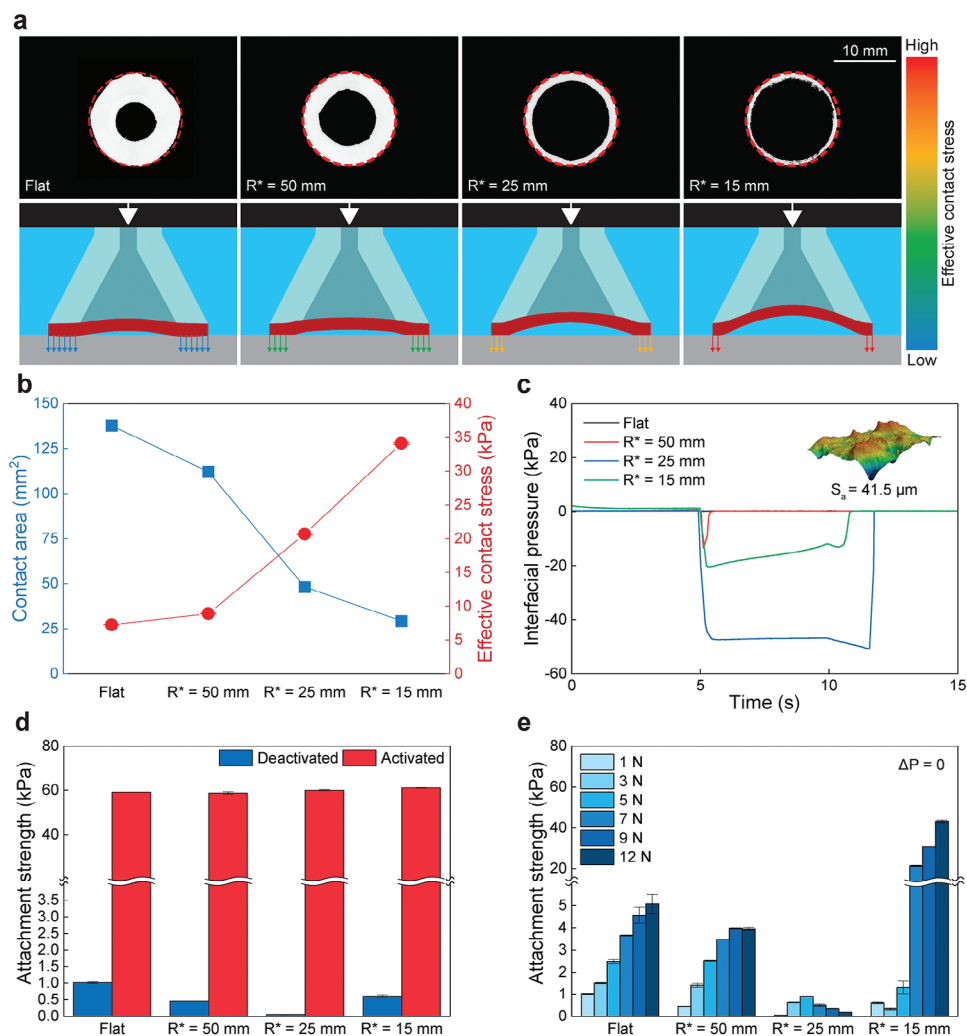 a
10 mm
High
Flat
R* = 50 mm
R* = 25 mm
R* = 15 mm
Effective contact stress
Low
b
150
125
100
75
50
25
0
Contact area (mm²)
40
35
30
25
20
15
10
5
0
Effective contact stress (kPa)
Flat
R* = 50 mm
R* = 25 mm
R* = 15 mm
c
40
20
0
-20
-40
-60
Interfacial pressure (kPa)
Flat
R* = 50 mm
R* = 25 mm
R* = 15 mm
Sₐ = 41.5 µm
0
5
10
15
Time (s)
d
80
60
40
3.5
3.0
2.5
2.0
1.5
1.0
0.5
0.0
Attachment strength (kPa)
Deactivated
Activated
Flat
R* = 50 mm
R* = 25 mm
R* = 15 mm
e
80
60
40
20
5
4
3
2
1
0
Attachment strength (kPa)
1 N
3 N
5 N
7 N
9 N
12 N
ΔP = 0
Flat
R* = 50 mm
R* = 25 mm
R* = 15 mm